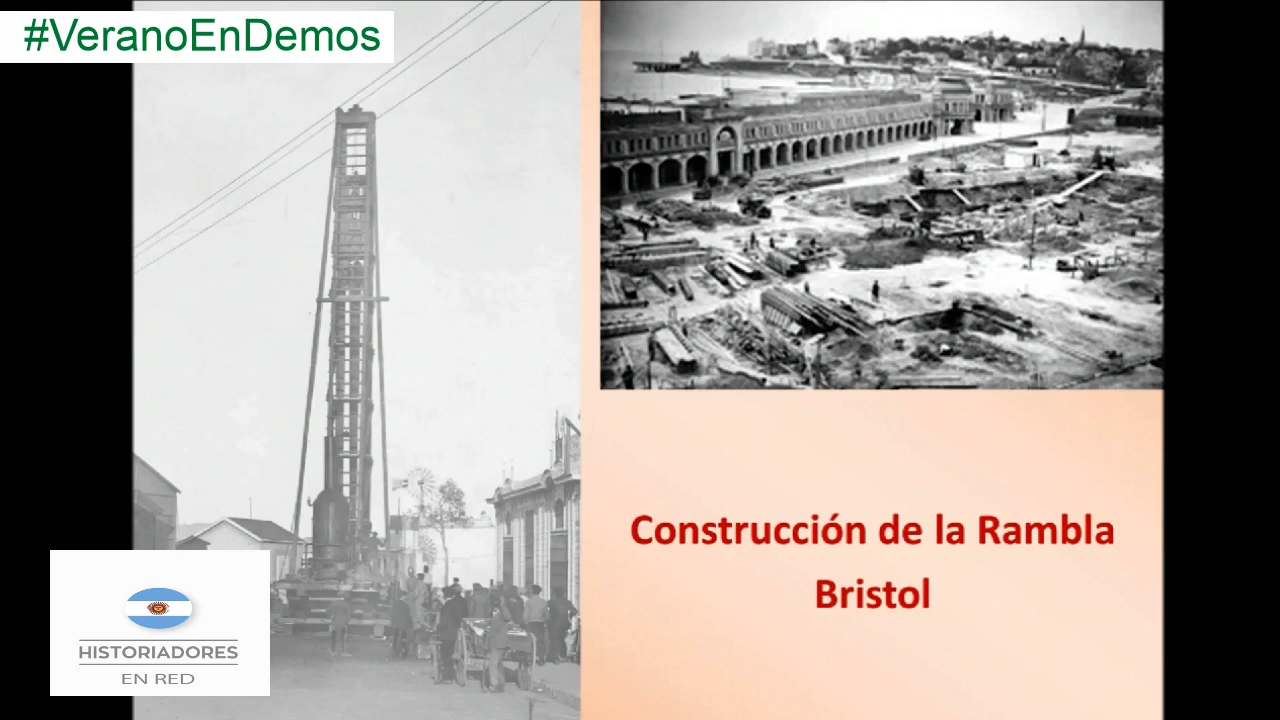 #VeranoEnDemos
Construcción de la Rambla
Bristol
HISTORIADORES
EN RED